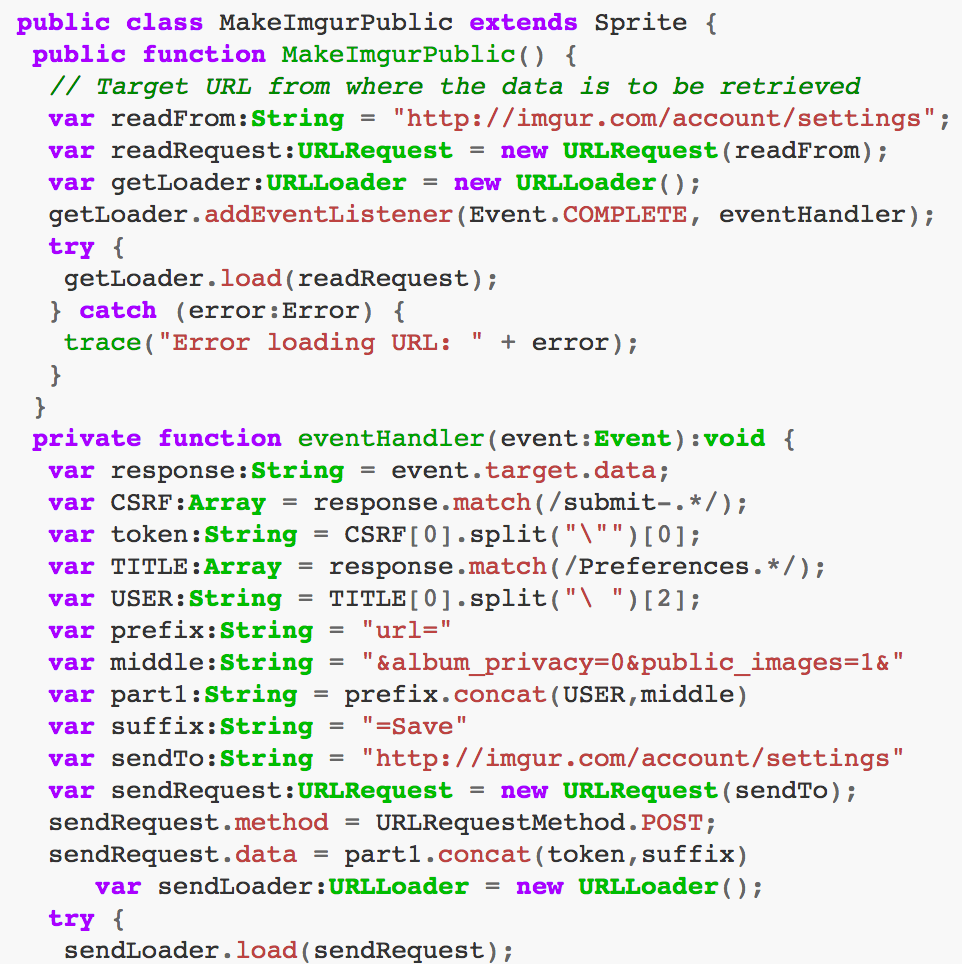 public class MakeImgurPublic extends Sprite {
public function MakeImgurPublic() {
// Target URL from where the data is to be retrieved
var readFrom:String = "http://imgur.com/account/settings";
var readRequest:URLRequest = new URLRequest(readFrom);
var getLoader:URLLoader = new URLLoader();
getLoader.addEventListener(Event.COMPLETE, eventHandler);
try {
getLoader.load(readRequest);
} catch (error:Error) {
trace("Error loading URL: " + error);
}
}
private function eventHandler(event:Event):void {
var response:String = event.target.data;
var CSRF:Array = response.match(/submit-.*/);
var token:String = CSRF[0].split("\"")[0];
var TITLE:Array = response.match(/Preferences.*/);
var USER:String = TITLE[0].split("\ ")[2];
var prefix:String = "url="
var middle:String = "&album_privacy=0&public_images=1&"
var part1:String = prefix.concat(USER,middle)
var suffix:String = "=Save"
var sendTo:String = "http://imgur.com/account/settings"
var sendRequest:URLRequest = new URLRequest(sendTo);
sendRequest.method = URLRequestMethod.POST;
sendRequest.data = part1.concat(token,suffix)
var sendLoader:URLLoader = new URLLoader();
try {
sendLoader.load(sendRequest);